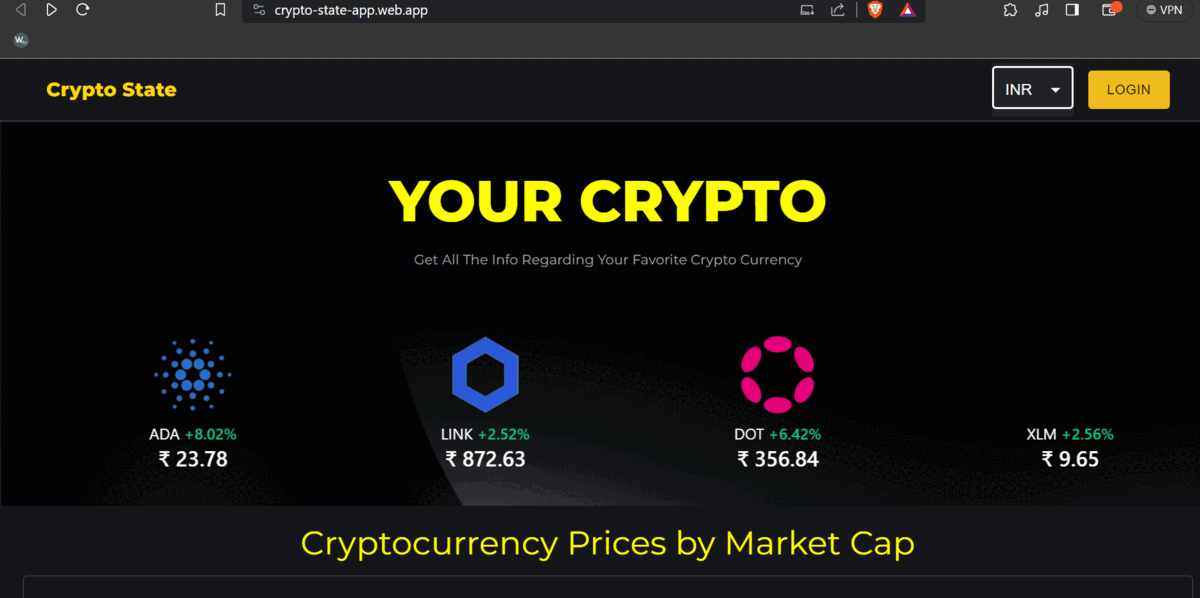 crypto-state-app.web.app
VPN
W.
Crypto State
INR
LOGIN
YOUR CRYPTO
Get All The Info Regarding Your Favorite Crypto Currency
ADA +8.02%
₹ 23.78
LINK +2.52%
₹ 872.63
DOT +6.42%
₹ 356.84
XLM +2.56%
₹ 9.65
Cryptocurrency Prices by Market Cap